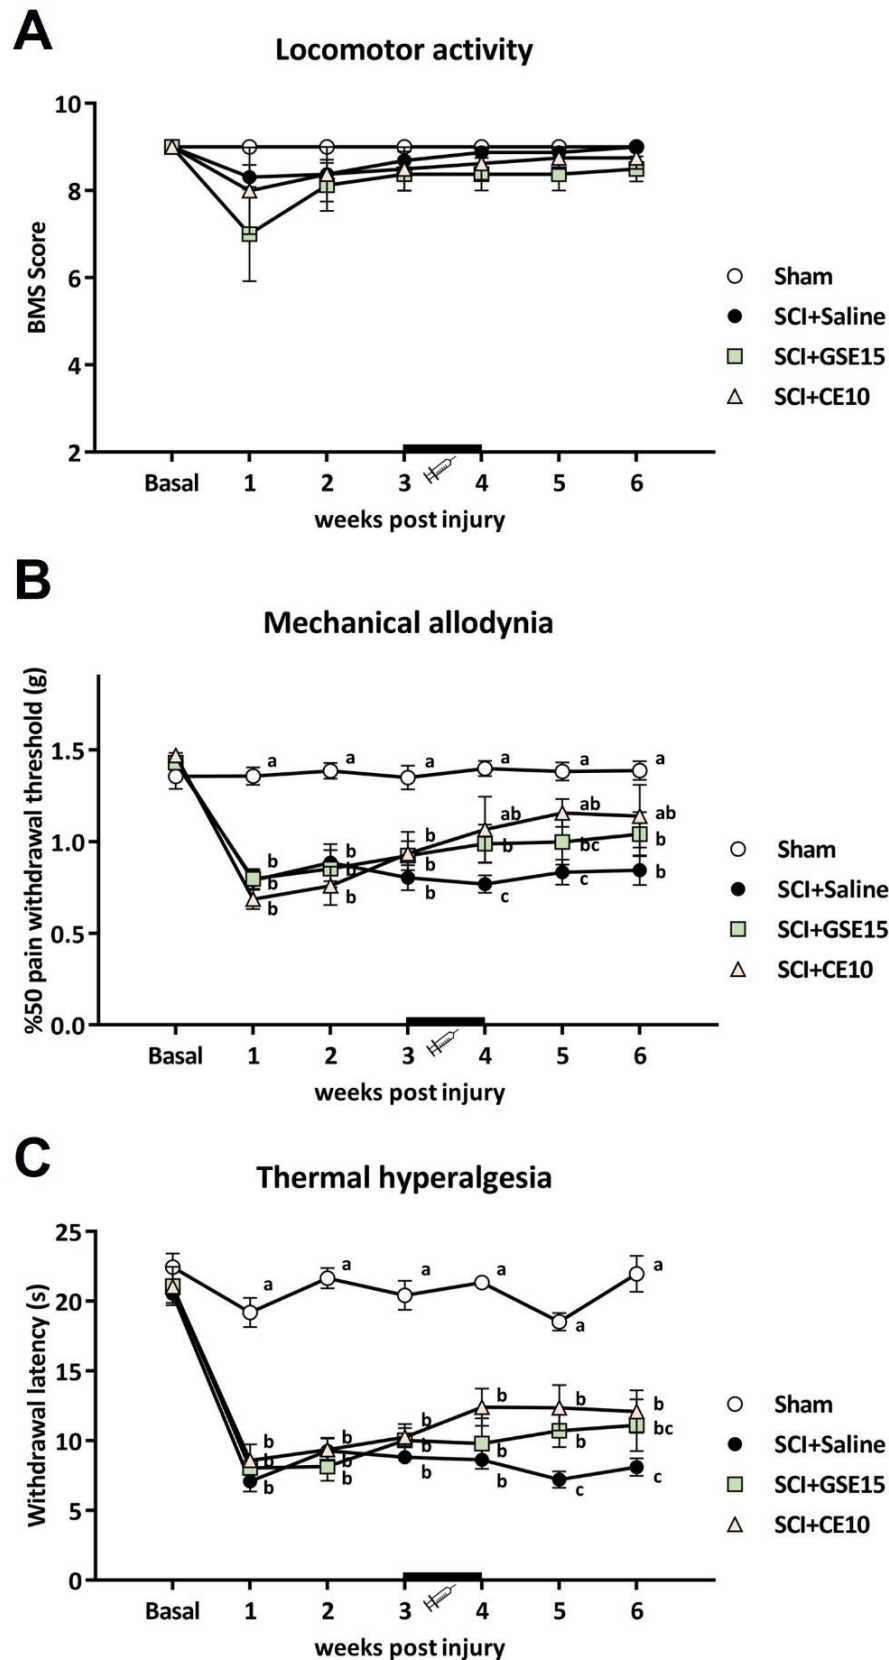 A
Locomotor activity
BMS Score
10
8
6
4
2
Basal 1 2 3 4 5 6
weeks post injury
Sham
SCI+Saline
SCI+GSE15
SCI+CE10
B
Mechanical allodynia
%50 pain withdrawal threshold (g)
1.5
1.0
0.5
0.0
a a a a a a
b b b ab ab ab
b b b b bc b
b b b c c b
Basal 1 2 3 4 5 6
weeks post injury
Sham
SCI+Saline
SCI+GSE15
SCI+CE10
C
Thermal hyperalgesia
Withdrawal latency (s)
25
20
15
10
5
0
a a a a a a
b b b b b b
b b b b b bc
b b b c c
Basal 1 2 3 4 5 6
weeks post injury
Sham
SCI+Saline
SCI+GSE15
SCI+CE10